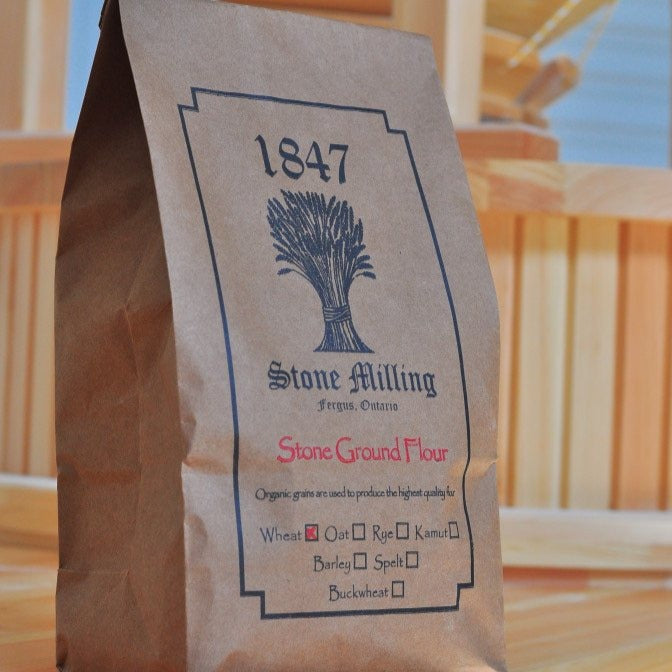 1847
Stone Milling
Fergus, Ontario
Stone Ground Flour
Organic grains are used to produce the highest quality for
Wheat Oat Rye Kamut
Barley Spelt
Buckwheat